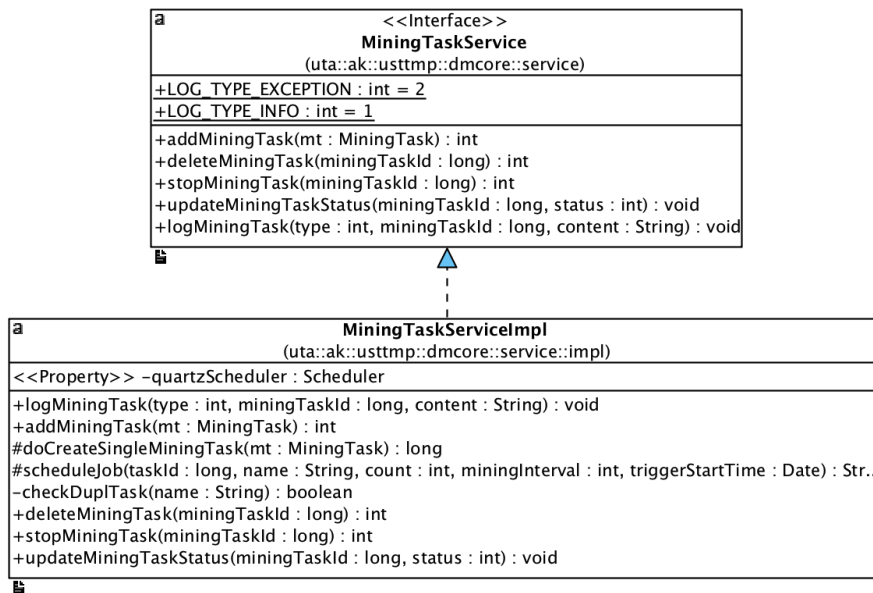 a
<<Interface>>
MiningTaskService
(uta::ak::usttmp::dmcore::service)
+LOG_TYPE_EXCEPTION : int = 2
+LOG_TYPE_INFO : int = 1
+addMiningTask(mt : MiningTask) : int
+deleteMiningTask(miningTaskId : long) : int
+stopMiningTask(miningTaskId : long) : int
+updateMiningTaskStatus(miningTaskId : long, status : int) : void
+logMiningTask(type : int, miningTaskId : long, content : String) : void
a
MiningTaskServiceImpl
(uta::ak::usttmp::dmcore::service::impl)
<<Property>> -quartzScheduler : Scheduler
+logMiningTask(type : int, miningTaskId : long, content : String) : void
+addMiningTask(mt : MiningTask) : int
#doCreateSingleMiningTask(mt : MiningTask) : long
#scheduleJob(taskId : long, name : String, count : int, miningInterval : int, triggerStartTime : Date) : Str..
-checkDuplTask(name : String) : boolean
+deleteMiningTask(miningTaskId : long) : int
+stopMiningTask(miningTaskId : long) : int
+updateMiningTaskStatus(miningTaskId : long, status : int) : void